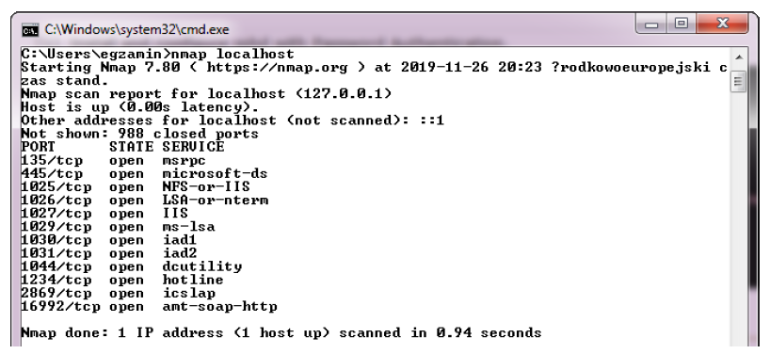 C:\Windows\system32\cmd.exe
C:\Users\egzamin>nmap localhost
Starting Nmap 7.80 ( https://nmap.org ) at 2019-11-26 20:23 ?rodkowoeuropejski c
zas stand.
Nmap scan report for localhost (127.0.0.1)
Host is up (0.00s latency).
Other addresses for localhost (not scanned): ::1
Not shown: 988 closed ports
PORT      STATE SERVICE
135/tcp   open  msrpc
445/tcp   open  microsoft-ds
1025/tcp  open  NFS-or-IIS
1026/tcp  open  LSA-or-nterm
1027/tcp  open  IIS
1029/tcp  open  ms-lsa
1030/tcp  open  iad1
1031/tcp  open  iad2
1044/tcp  open  dcutility
1234/tcp  open  hotline
2869/tcp  open  icslap
16992/tcp open  amt-soap-http
Nmap done: 1 IP address (1 host up) scanned in 0.94 seconds